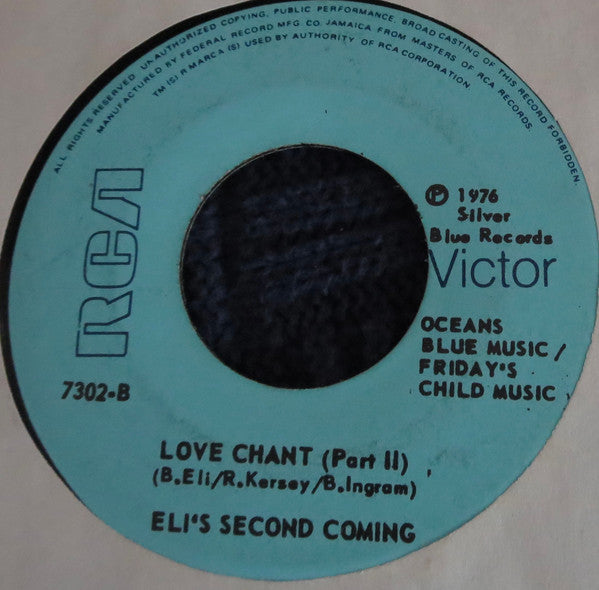 ALL RIGHTS RESERVED. UNAUTHORIZED COPYING, PUBLIC PERFORMANCE, BROADCASTING OF THIS RECORD FORBIDDEN.
MANUFACTURED BY FEDERAL RECORD MFG. CO. JAMAICA FROM MASTERS OF RCA RECORDS.
TM (S) ® MARCA (S) USED BY AUTHORITY OF RCA CORPORATION.
RCA
℗ 1976
Silver
Blue Records
Victor
OCEANS
BLUE MUSIC/
FRIDAY'S
CHILD MUSIC
7302-B
LOVE CHANT (Part II)
(B.Eli/R.Kersey/B.Ingram)
ELI'S SECOND COMING